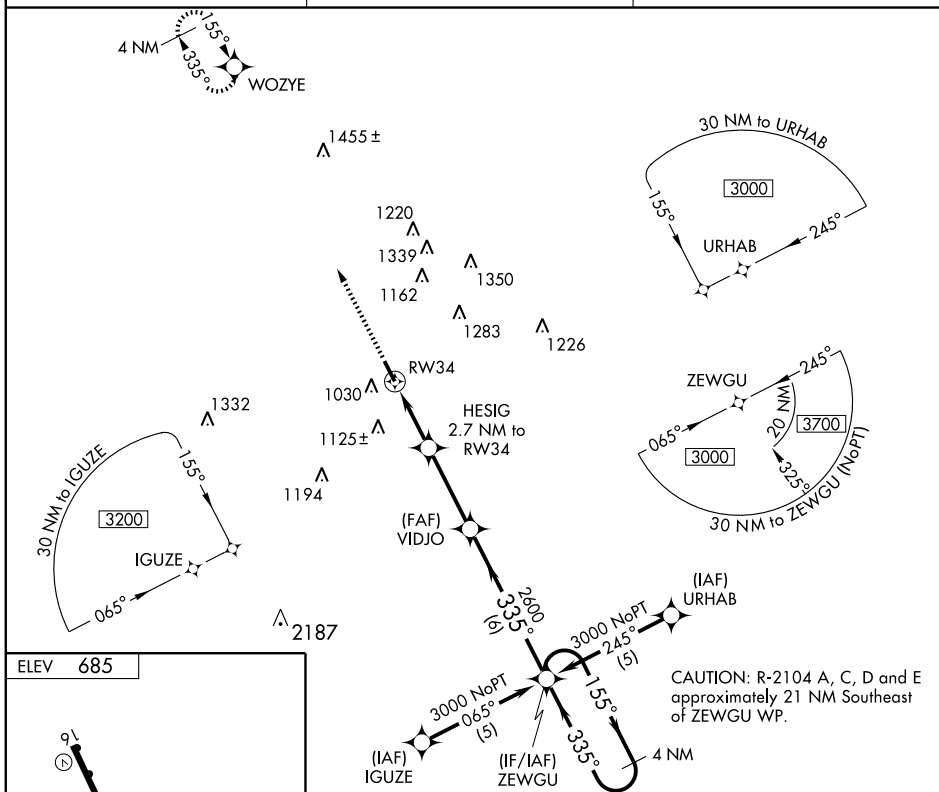 4 NM
155°
335°
WOZYE
1455 ±
30 NM to URHAB
3000
155°
245°
URHAB
1220
1339
1162
1350
1283
1226
RW34
1030
1332
1125±
1194
HESIG
2.7 NM to
RW34
ZEWGU
245°
065°
20 NM
3700
3000
325°
30 NM to ZEWGU (NoPT)
30 NM to IGUZE
155°
3200
IGUZE
065°
(FAF)
VIDJO
2187
2600
335°
(6)
(IAF)
URHAB
3000 NoPT
245°
(5)
3000 NoPT
065°
(5)
155°
335°
4 NM
(IAF)
IGUZE
(IF/IAF)
ZEWGU
CAUTION: R-2104 A, C, D and E
approximately 21 NM Southeast
of ZEWGU WP.
ELEV 685
16
V